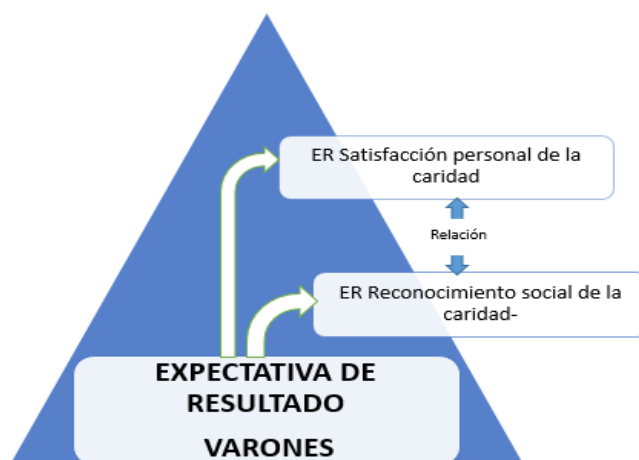 ER Satisfacción personal de la
caridad
Relación
ER Reconocimiento social de la
caridad-
EXPECTATIVA DE
RESULTADO
VARONES